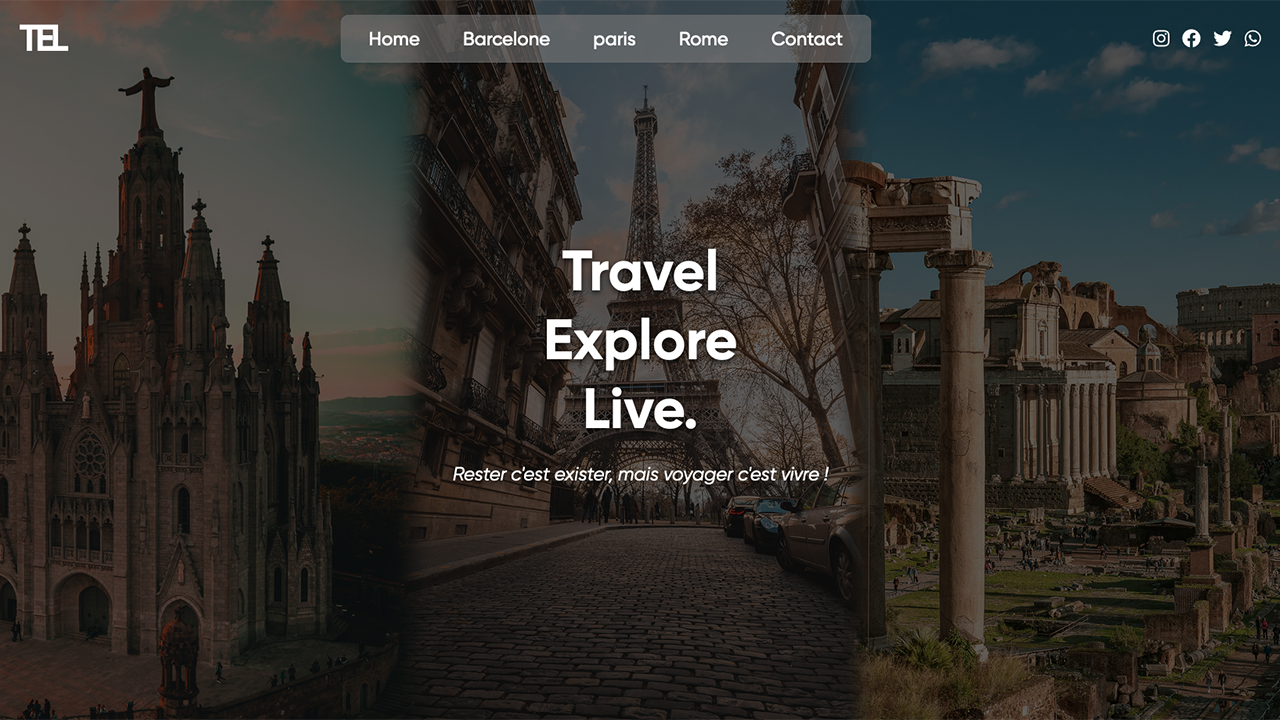 TEL
Home Barcelone paris Rome Contact
Travel
Explore
Live.
Rester c'est exister, mais voyager c'est vivre !